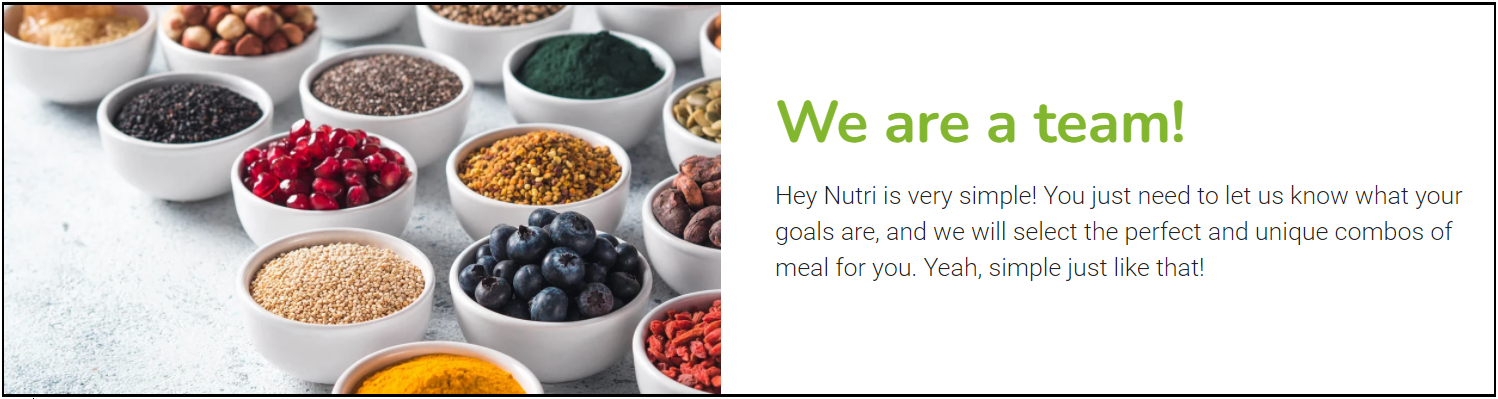 We are a team!
Hey Nutri is very simple! You just need to let us know what your
goals are, and we will select the perfect and unique combos of
meal for you. Yeah, simple just like that!